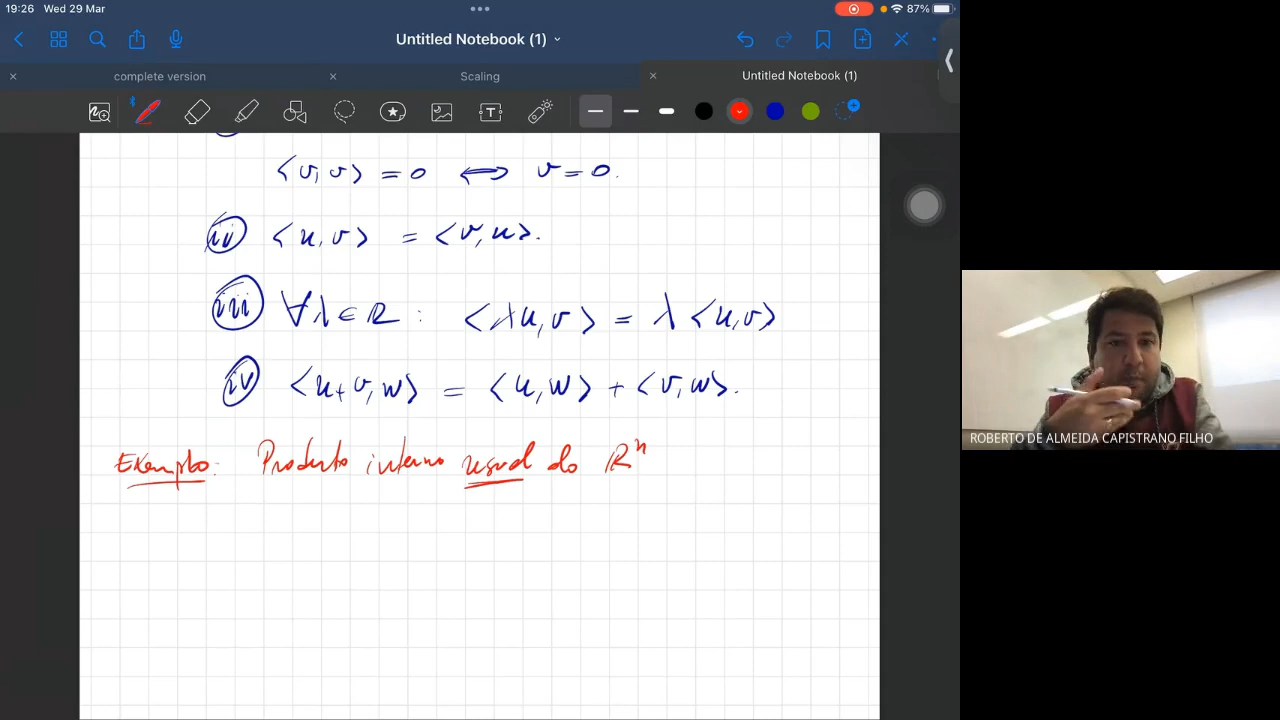 19:26 Wed 29 Mar
87%
Untitled Notebook (1)
complete version
Scaling
Untitled Notebook (1)
<v,v> = 0 ⟺ v = 0.
ii <u,v> = <v,u>.
iii ∀λ ∈ R : <λu,v> = λ<u,v>
iv <u+v,w> = <u,w> + <v,w>.
Exemplo: Produto interno usual do Rⁿ
ROBERTO DE ALMEIDA CAPISTRANO FILHO